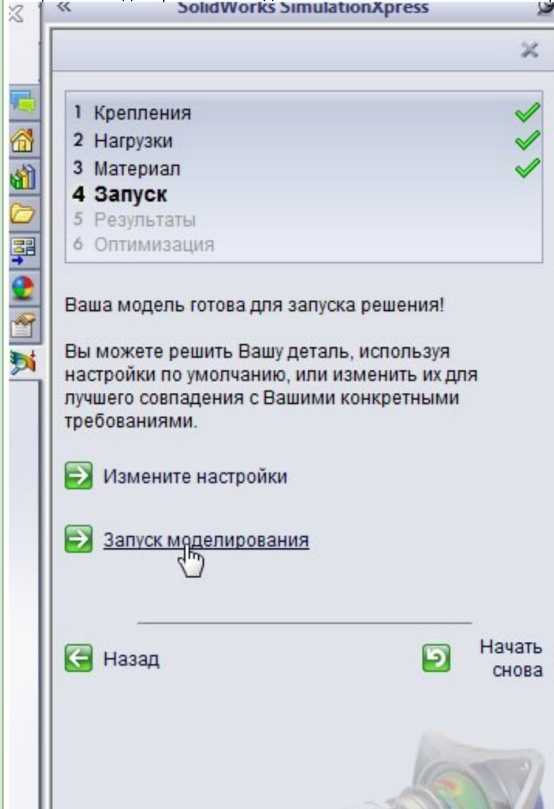 SolidWorks SimulationXpress
1 Крепления
2 Нагрузки
3 Материал
4 Запуск
5 Результаты
6 Оптимизация
Ваша модель готова для запуска решения!
Вы можете решить Вашу деталь, используя
настройки по умолчанию, или изменить их для
лучшего совпадения с Вашими конкретными
требованиями.
Измените настройки
Запуск моделирования
Назад
Начать
снова